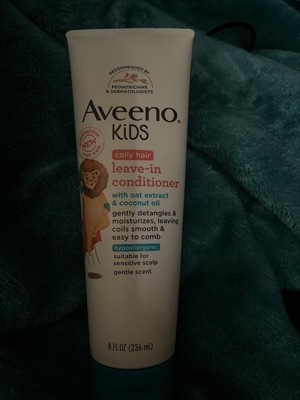 RECOMMENDED BY
PEDIATRICIANS
& DERMATOLOGISTS
Aveeno®
KiDS
NEW
coily hair
leave-in
conditioner
with oat extract
& coconut oil
gently detangles &
moisturizes, leaving
coils smooth &
easy to comb
hypoallergenic
suitable for
sensitive scalp
gentle scent
8 FL OZ (236 mL)